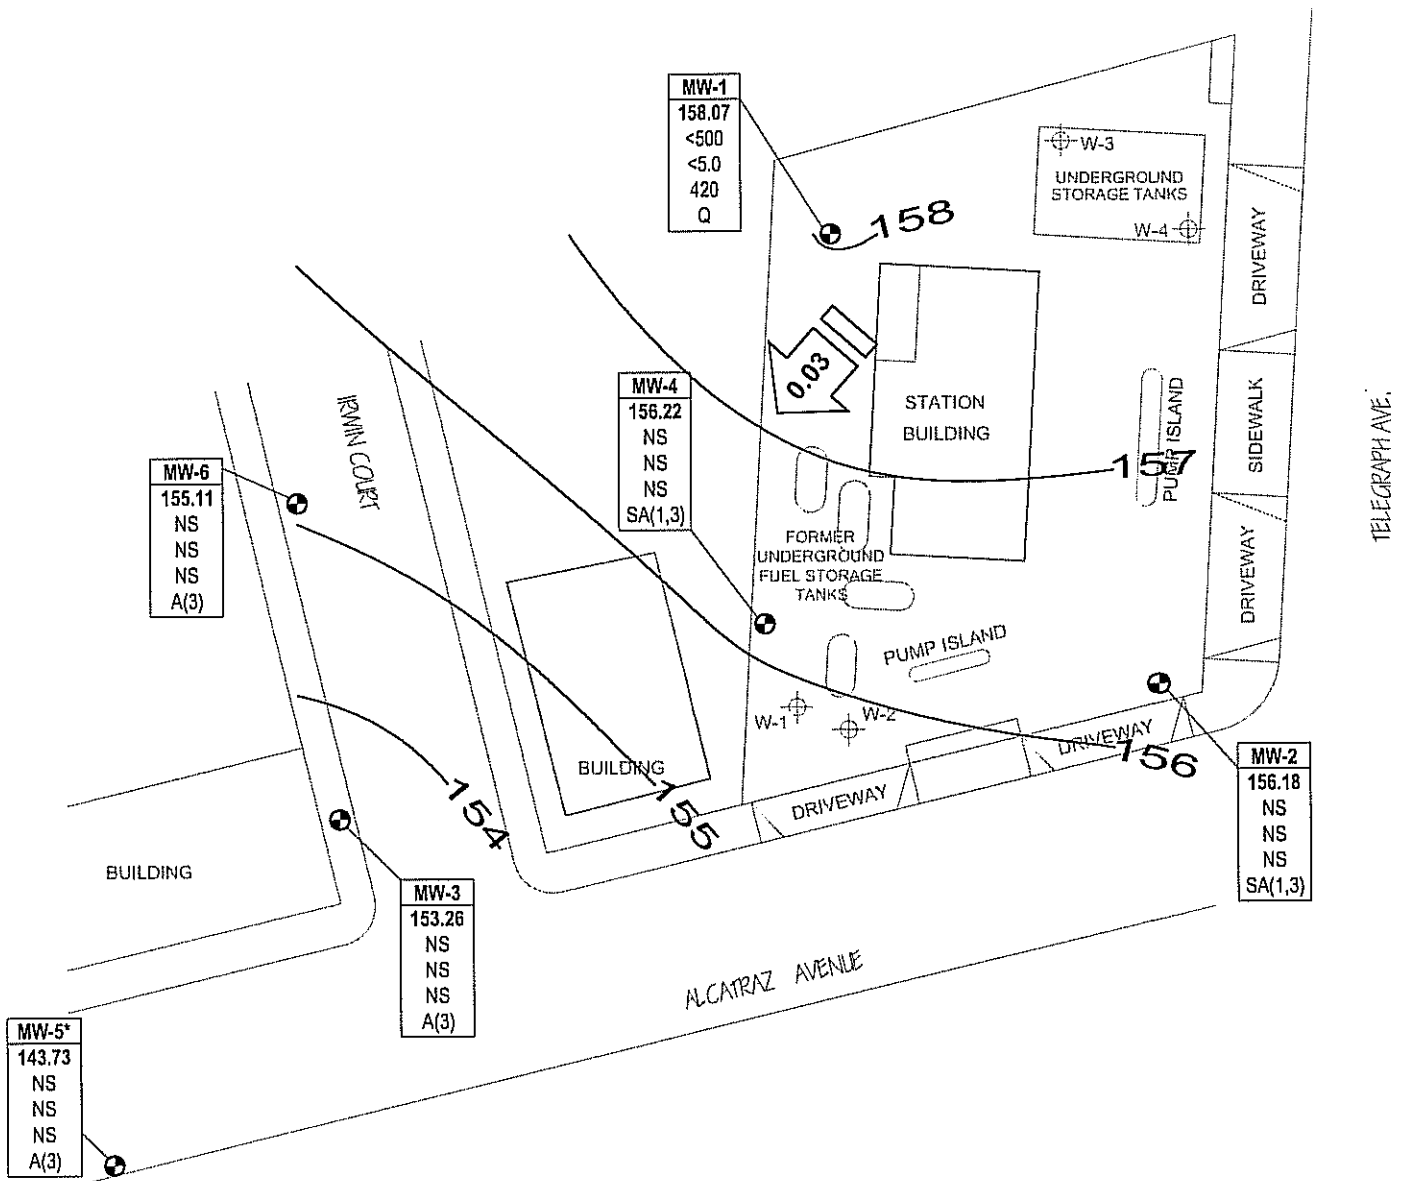 MW-1
158.07
<500
<5.0
420
Q
W-3
UNDERGROUND
STORAGE TANKS
W-4
158
DRIVEWAY
0.03
MW-4
156.22
NS
NS
NS
SA(1,3)
STATION
BUILDING
PUMP ISLAND
SIDEWALK
TELEGRAPH AVE.
IRWIN COURT
157
MW-6
155.11
NS
NS
NS
A(3)
FORMER
UNDERGROUND
FUEL STORAGE
TANKS
DRIVEWAY
PUMP ISLAND
W-1
W-2
DRIVEWAY
156
MW-2
156.18
NS
NS
NS
SA(1,3)
BUILDING
DRIVEWAY
155
154
BUILDING
MW-3
153.26
NS
NS
NS
A(3)
ALCATRAZ AVENUE
MW-5*
143.73
NS
NS
NS
A(3)